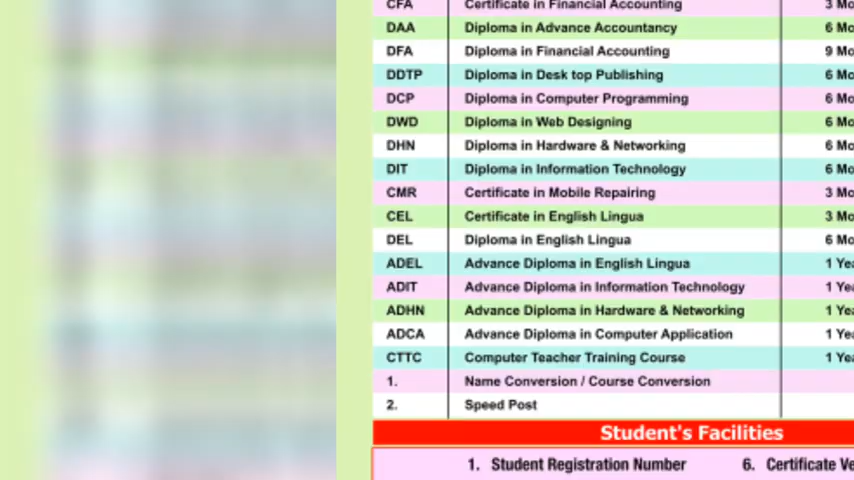 CFA Certificate in Financial Accounting 3 Mo
DAA Diploma in Advance Accountancy 6 Mo
DFA Diploma in Financial Accounting 9 Mo
DDTP Diploma in Desk top Publishing 6 Mo
DCP Diploma in Computer Programming 6 Mo
DWD Diploma in Web Designing 6 Mo
DHN Diploma in Hardware & Networking 6 Mo
DIT Diploma in Information Technology 6 Mo
CMR Certificate in Mobile Repairing 3 Mo
CEL Certificate in English Lingua 3 Mo
DEL Diploma in English Lingua 6 Mo
ADEL Advance Diploma in English Lingua 1 Yea
ADIT Advance Diploma in Information Technology 1 Yea
ADHN Advance Diploma in Hardware & Networking 1 Yea
ADCA Advance Diploma in Computer Application 1 Yea
CTTC Computer Teacher Training Course 1 Yea
1. Name Conversion / Course Conversion
2. Speed Post
Student's Facilities
1. Student Registration Number 6. Certificate Ve